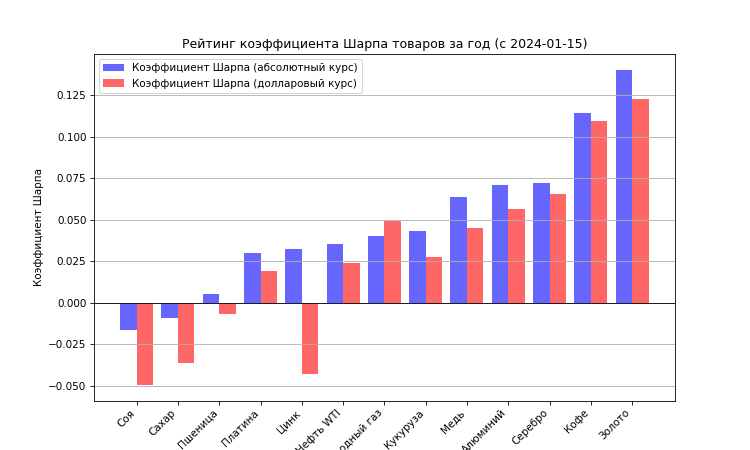 Рейтинг коэффициента Шарпа товаров за год (с 2024-01-15)
Коэффициент Шарпа (абсолютный курс)
Коэффициент Шарпа (долларовый курс)
Коэффициент Шарпа
0.125
0.100
0.075
0.050
0.025
0.000
−0.025
−0.050
Соя
Сахар
Пшеница
Платина
Цинк
Нефть WTI
газ
Кукуруза
Медь
Алюминий
Серебро
Кофе
Золото